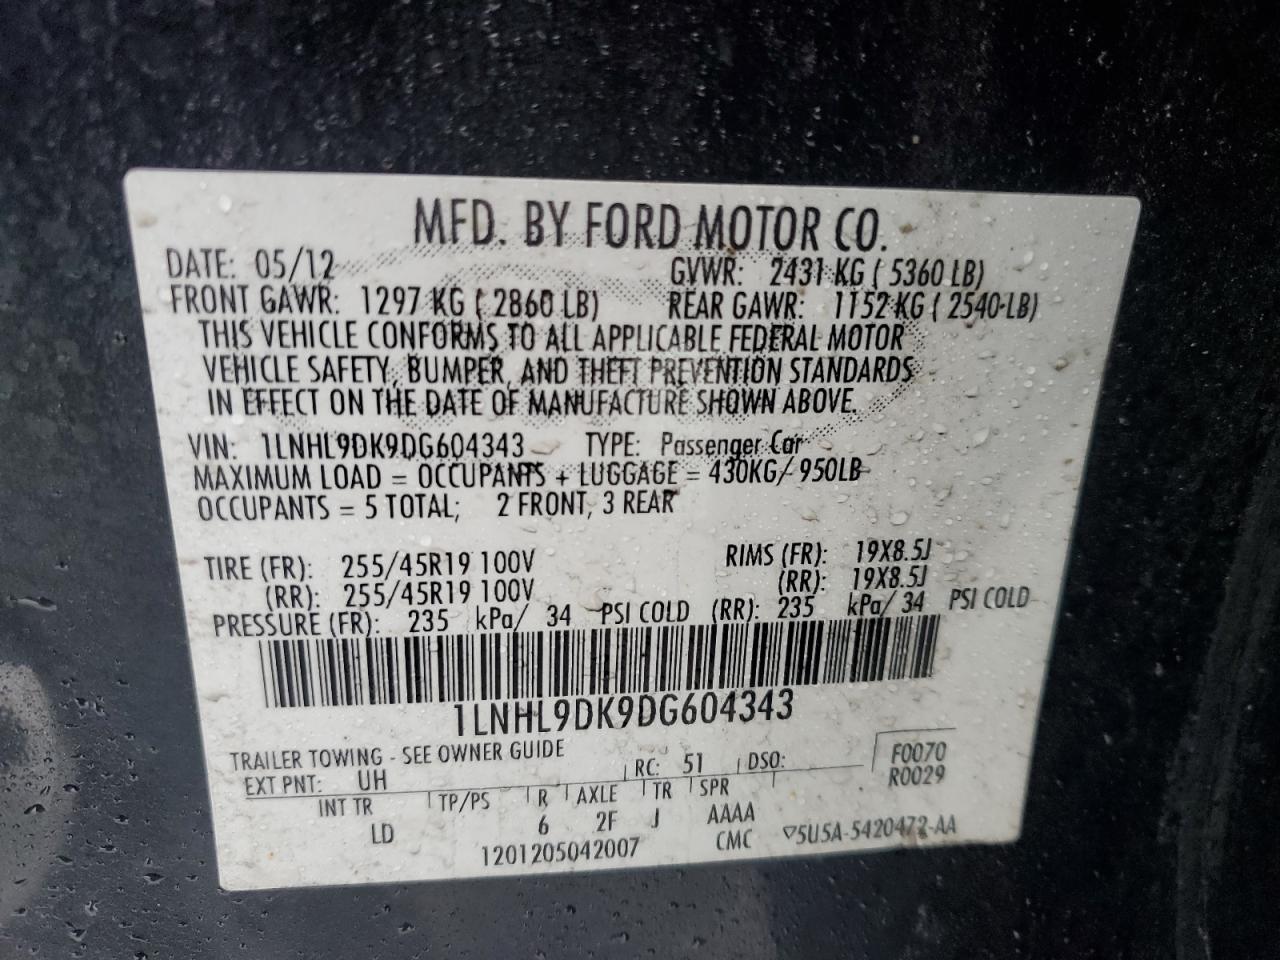 MFD. BY FORD MOTOR CO.
DATE: 05/12 GVWR: 2431 KG ( 5360 LB)
FRONT GAWR: 1297 KG ( 2860 LB) REAR GAWR: 1152 KG ( 2540 LB)
THIS VEHICLE CONFORMS TO ALL APPLICABLE FEDERAL MOTOR
VEHICLE SAFETY, BUMPER, AND THEFT PREVENTION STANDARDS
IN EFFECT ON THE DATE OF MANUFACTURE SHOWN ABOVE.
VIN: 1LNHL9DK9DG604343 TYPE: Passenger Car
MAXIMUM LOAD = OCCUPANTS + LUGGAGE = 430KG/ 950LB
OCCUPANTS = 5 TOTAL; 2 FRONT, 3 REAR
TIRE (FR): 255/45R19 100V RIMS (FR): 19X8.5J
(RR): 255/45R19 100V (RR): 19X8.5J
PRESSURE (FR): 235 kPa/ 34 PSI COLD (RR): 235 kPa/ 34 PSI COLD
1LNHL9DK9DG604343
TRAILER TOWING - SEE OWNER GUIDE
EXT PNT: UH RC: 51 DSO: F0070
R0029
INT TR TP/PS R AXLE TR SPR
LD 6 2F J AAAA
1201205042007 CMC ▽5U5A-5420472-AA